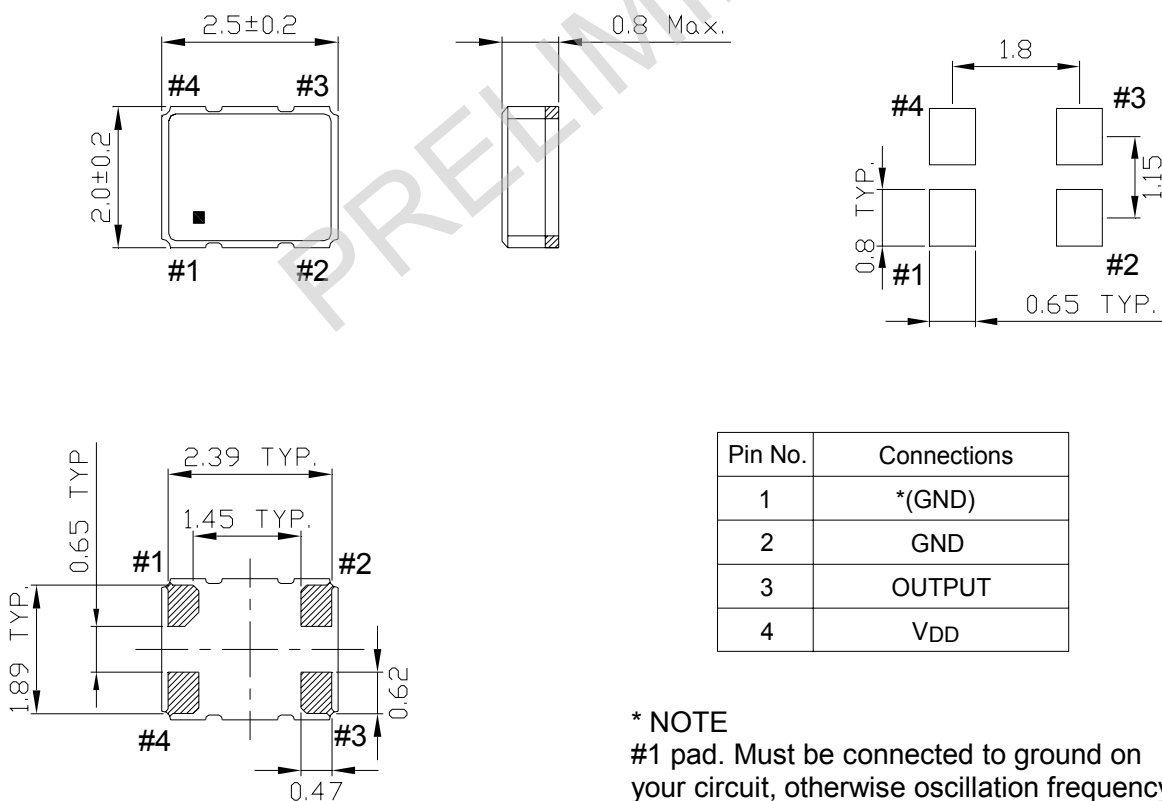 PRELIMI
2.5±0.2
0.8 Max.
#4
#3
2.0±0.2
#1
#2
1.8
#4
#3
1.15
0.8 TYP.
#1
#2
0.65 TYP.
2.39 TYP.
0.65 TYP
1.45 TYP.
#1
#2
1.89 TYP.
0.62
#4
#3
0.47
Pin No. Connections
1 *(GND)
2 GND
3 OUTPUT
4 VDD
* NOTE
#1 pad. Must be connected to ground on
your circuit, otherwise oscillation frequency